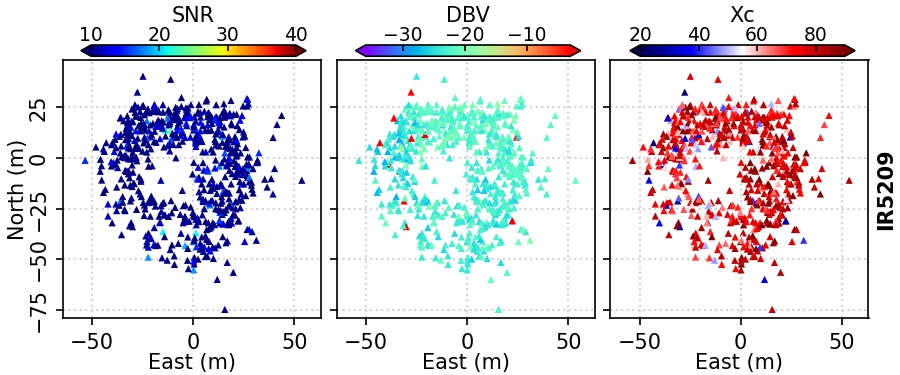 SNR DBV Xc
10 20 30 40 −30 −20 −10 20 40 60 80
25
0
−25
−50
−75
North (m)
−50 0 50 −50 0 50 −50 0 50
East (m) East (m) East (m)
IR5209